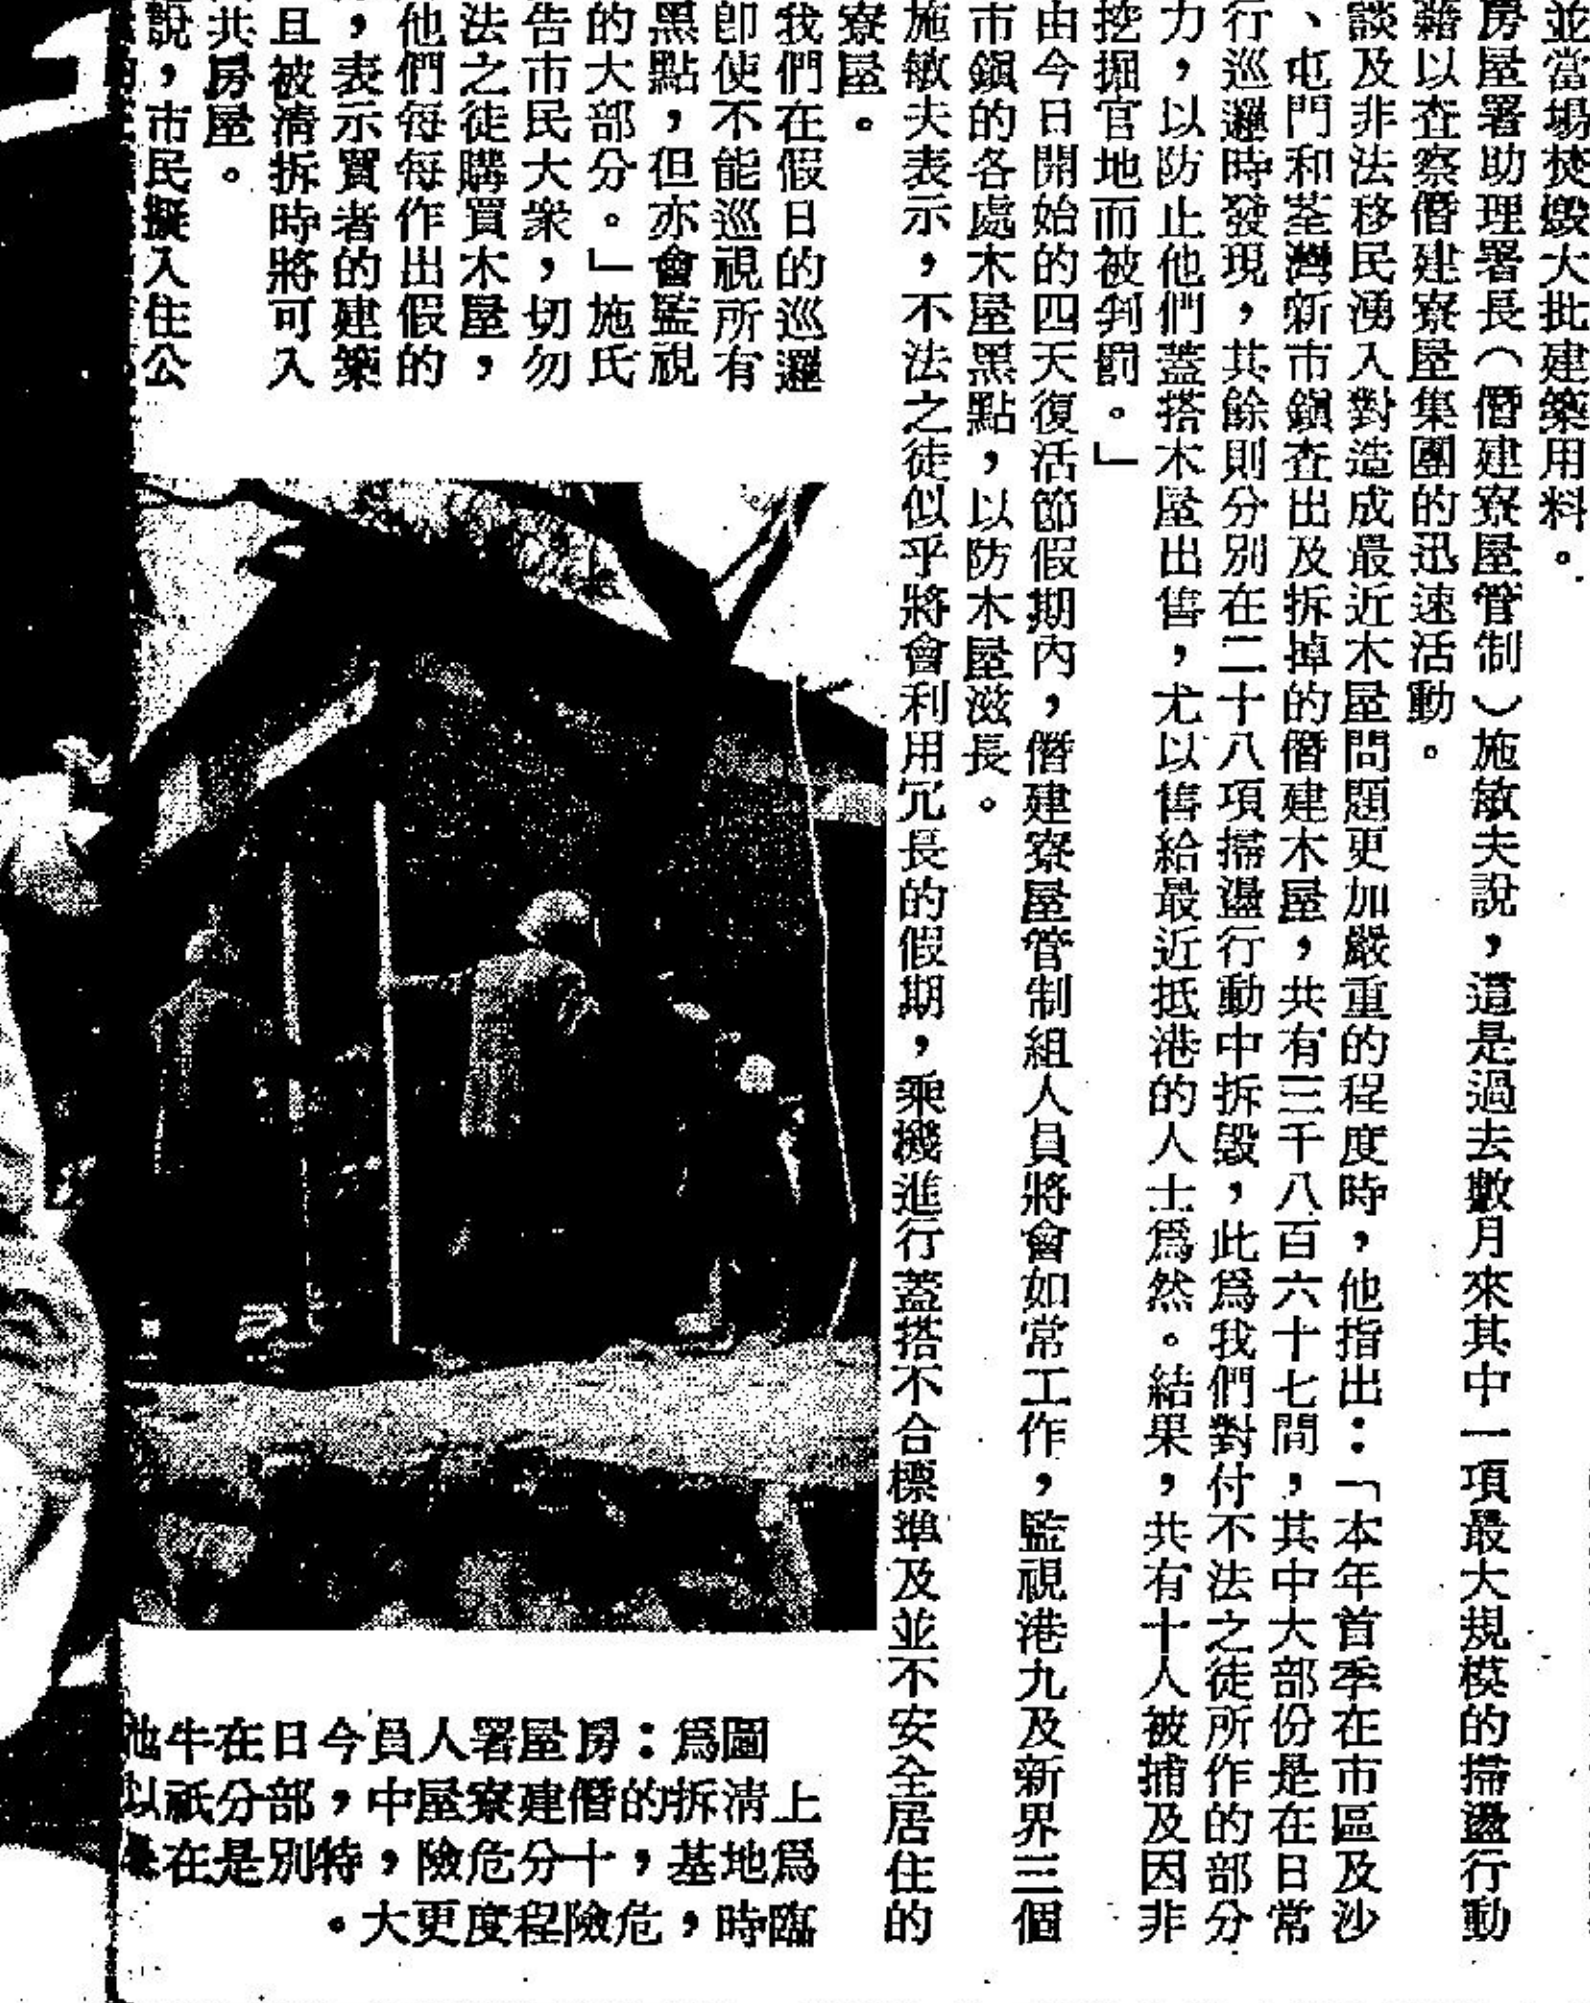 並當場焚毀大批建築用料。
房屋署助理署長（僭建寮屋管制）施敏夫說，這是過去數月來其中一項最大規模的掃盪行動
藉以查察僭建寮屋集團的迅速活動。
談及非法移民湧入對造成最近木屋問題更加嚴重的程度時，他指出：「本年首季在市區及沙
、屯門和荃灣新市鎮查出及拆掉的僭建木屋，共有三千八百六十七間，其中大部份是在日常
行巡邏時發現，其餘則分別在二十八項掃盪行動中拆毀，此為我們對付不法之徒所作的部分
力，以防止他們蓋搭木屋出售，尤以售給最近抵港的人士爲然。結果，共有十人被捕及因非
挖掘官地而被判罰。」
由今日開始的四天復活節假期內，僭建寮屋管制組人員將會如常工作，監視港九及新界三個
市鎮的各處木屋黑點，以防木屋滋長。
施敏夫表示，不法之徒似乎將會利用冗長的假期，乘機進行蓋搭不合標準及並不安全居住的
寮屋。
我們在假日的巡邏
卽使不能巡視所有
黑點，但亦會監視
的大部分。」施氏
告市民大衆，切勿
法之徒購買木屋，
他們每每作出假的
，表示買者的建築
且被清拆時將可入
共房屋。
說，市民擬入住公
圖爲：房屋署人員今日在牛池
上清拆的僭建寮屋中，部分祇以
爲地基，十分危險，特別是在
臨時，危險程度更大。